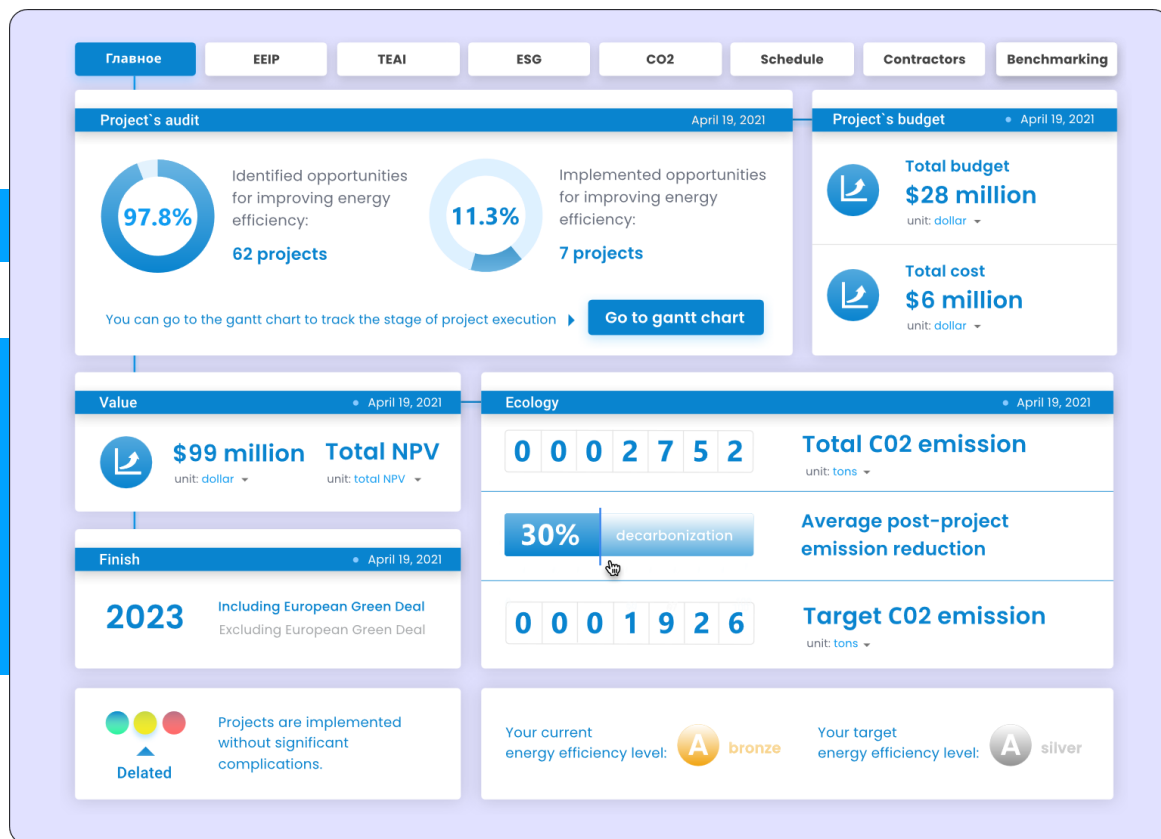 Главное
EEIP
TEAI
ESG
CO2
Schedule
Contractors
Benchmarking
Project`s audit
April 19, 2021
97.8%
Identified opportunities
for improving energy
efficiency:
62 projects
11.3%
Implemented opportunities
for improving energy
efficiency:
7 projects
You can go to the gantt chart to track the stage of project execution
Go to gantt chart
Project`s budget
April 19, 2021
Total budget
$28 million
unit: dollar
Total cost
$6 million
unit: dollar
Value
April 19, 2021
$99 million
unit: dollar
Total NPV
unit: total NPV
Ecology
April 19, 2021
0 0 0 2 7 5 2
Total C02 emission
unit: tons
30%
decarbonization
Average post-project
emission reduction
0 0 0 1 9 2 6
Target C02 emission
unit: tons
Finish
April 19, 2021
2023
Including European Green Deal
Excluding European Green Deal
Delated
Projects are implemented
without significant
complications.
Your current
energy efficiency level:
A
bronze
Your target
energy efficiency level:
A
silver